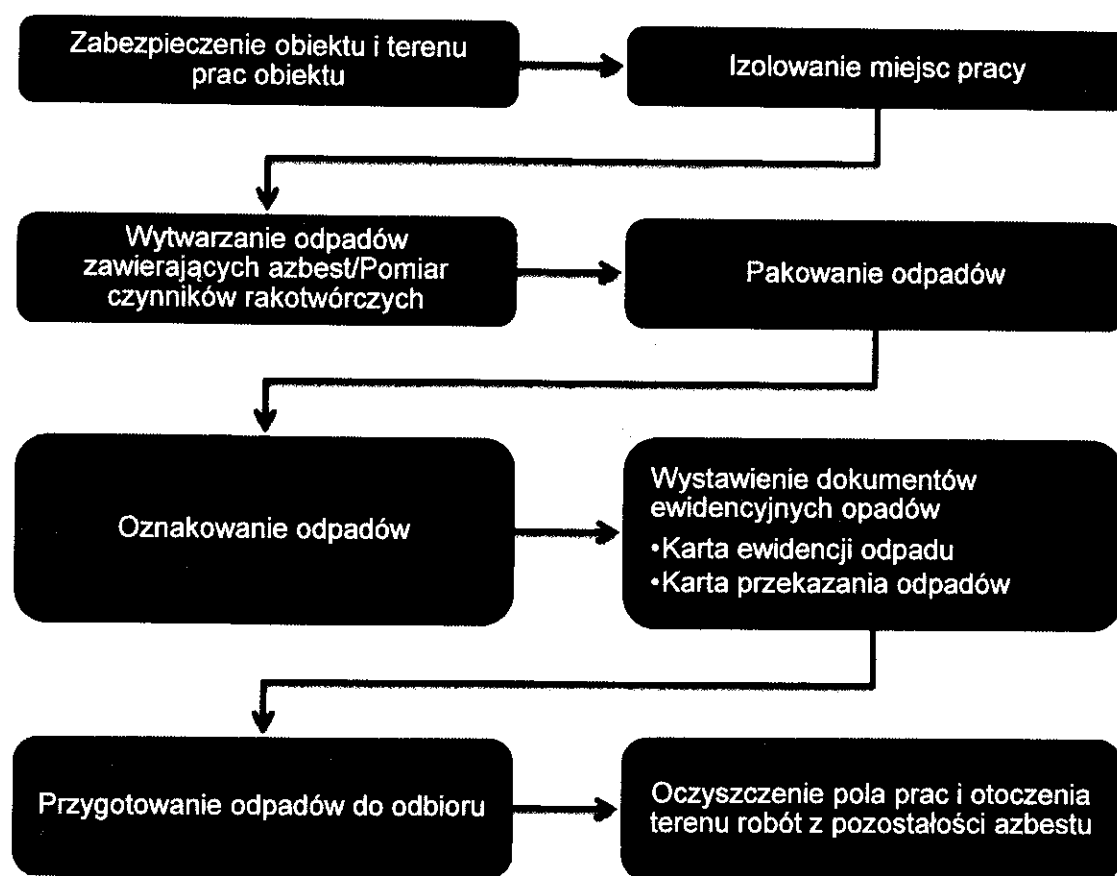 Zabezpieczenie obiektu i terenu
prac obiektu
Izolowanie miejsc pracy
Wytwarzanie odpadów
zawierających azbest/Pomiar
czynników rakotwórczych
Pakowanie odpadów
Oznakowanie odpadów
Wystawienie dokumentów
ewidencyjnych opadów
•Karta ewidencji odpadu
•Karta przekazania odpadów
Przygotowanie odpadów do odbioru
Oczyszczenie pola prac i otoczenia
terenu robót z pozostałości azbestu